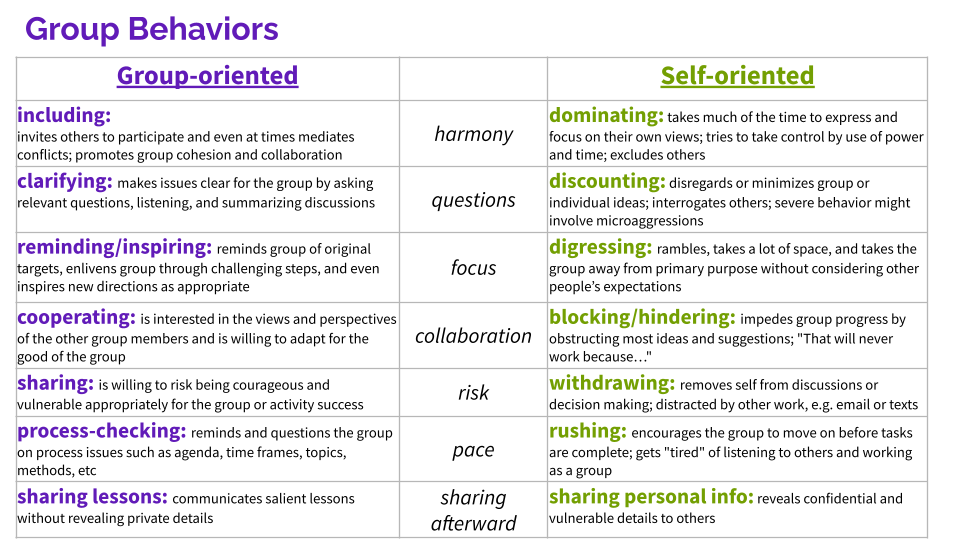 Group Behaviors
Group-oriented
Self-oriented
including:
invites others to participate and even at times mediates
conflicts; promotes group cohesion and collaboration
harmony
dominating: takes much of the time to express and
focus on their own views; tries to take control by use of power
and time; excludes others
clarifying: makes issues clear for the group by asking
relevant questions, listening, and summarizing discussions
questions
discounting: disregards or minimizes group or
individual ideas; interrogates others; severe behavior might
involve microaggressions
reminding/inspiring: reminds group of original
targets, enlivens group through challenging steps, and even
inspires new directions as appropriate
focus
digressing: rambles, takes a lot of space, and takes the
group away from primary purpose without considering other
people's expectations
cooperating: is interested in the views and perspectives
of the other group members and is willing to adapt for the
good of the group
collaboration
blocking/hindering: impedes group progress by
obstructing most ideas and suggestions; "That will never
work because…"
sharing: is willing to risk being courageous and
vulnerable appropriately for the group or activity success
risk
withdrawing: removes self from discussions or
decision making; distracted by other work, e.g. email or texts
process-checking: reminds and questions the group
on process issues such as agenda, time frames, topics,
methods, etc
pace
rushing: encourages the group to move on before tasks
are complete; gets "tired" of listening to others and working
as a group
sharing lessons: communicates salient lessons
without revealing private details
sharing
afterward
sharing personal info: reveals confidential and
vulnerable details to others